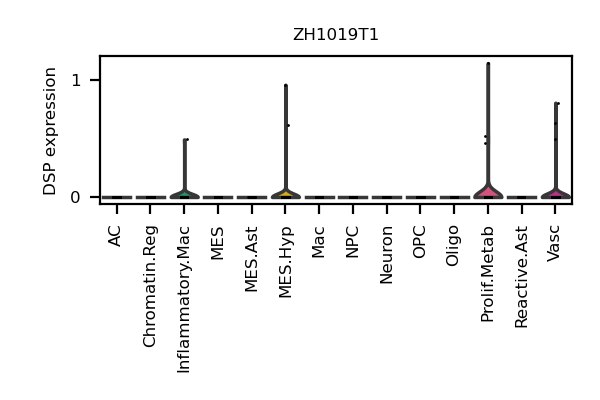 ZH1019T1
DSP expression
1
0
AC
Chromatin.Reg
Inflammatory.Mac
MES
MES.Ast
MES.Hyp
Mac
NPC
Neuron
OPC
Oligo
Prolif.Metab
Reactive.Ast
Vasc